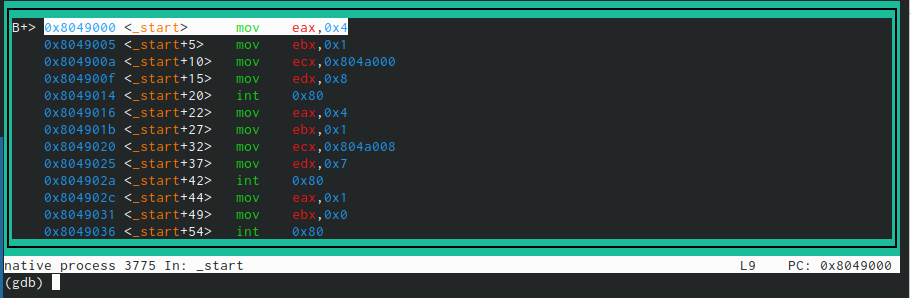 B+> 0x8049000 <_start>      mov    eax,0x4
0x8049005 <_start+5>    mov    ebx,0x1
0x804900a <_start+10>   mov    ecx,0x804a000
0x804900f <_start+15>   mov    edx,0x8
0x8049014 <_start+20>   int    0x80
0x8049016 <_start+22>   mov    eax,0x4
0x804901b <_start+27>   mov    ebx,0x1
0x8049020 <_start+32>   mov    ecx,0x804a008
0x8049025 <_start+37>   mov    edx,0x7
0x804902a <_start+42>   int    0x80
0x804902c <_start+44>   mov    eax,0x1
0x8049031 <_start+49>   mov    ebx,0x0
0x8049036 <_start+54>   int    0x80
native process 3775 In: _start    L9    PC: 0x8049000
(gdb)